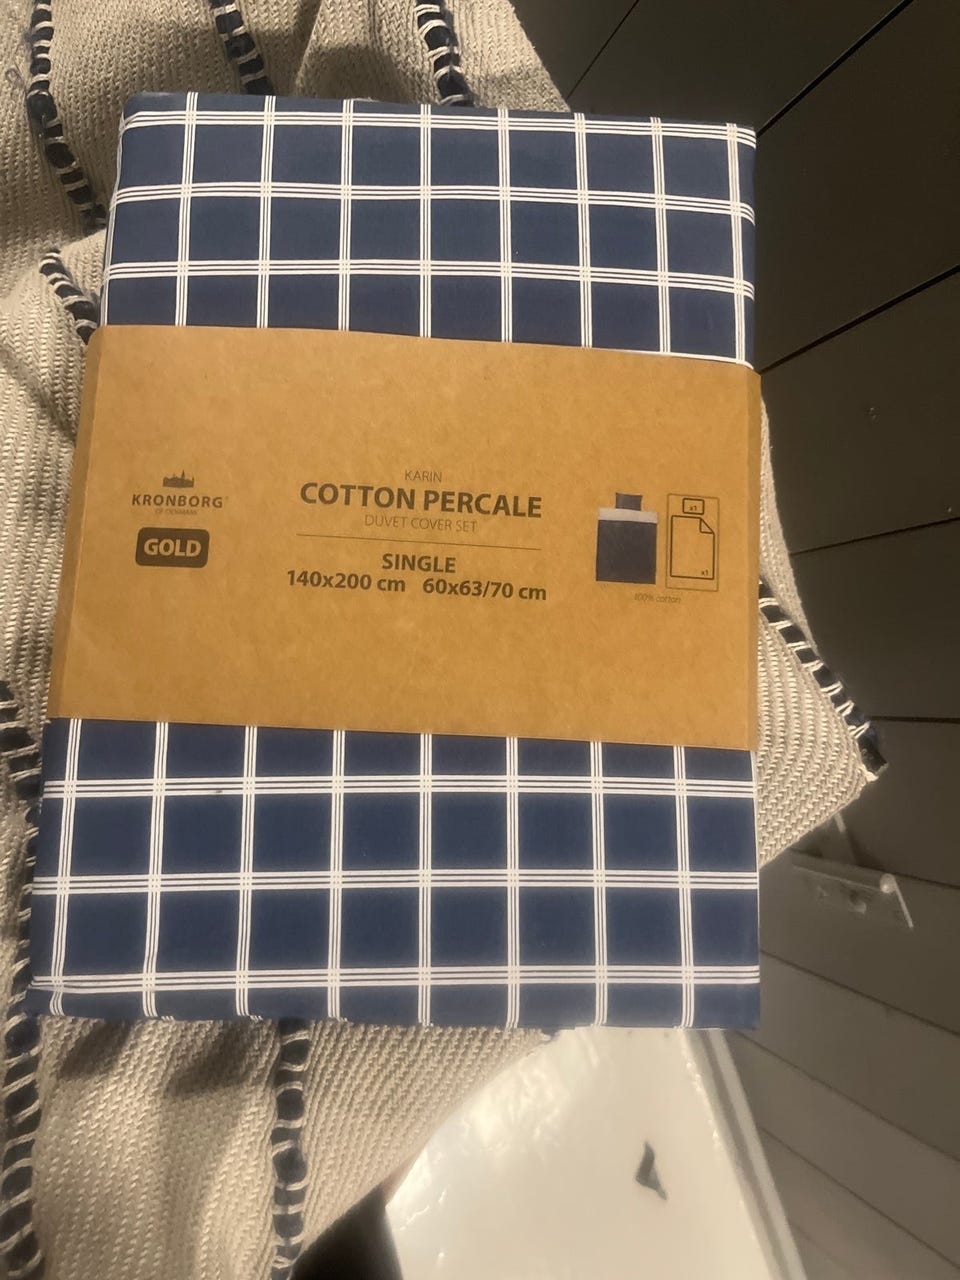 KRONBORG
OF DENMARK
GOLD
KARIN
COTTON PERCALE
DUVET COVER SET
SINGLE
140x200 cm 60x63/70 cm
x1
x1
100% cotton